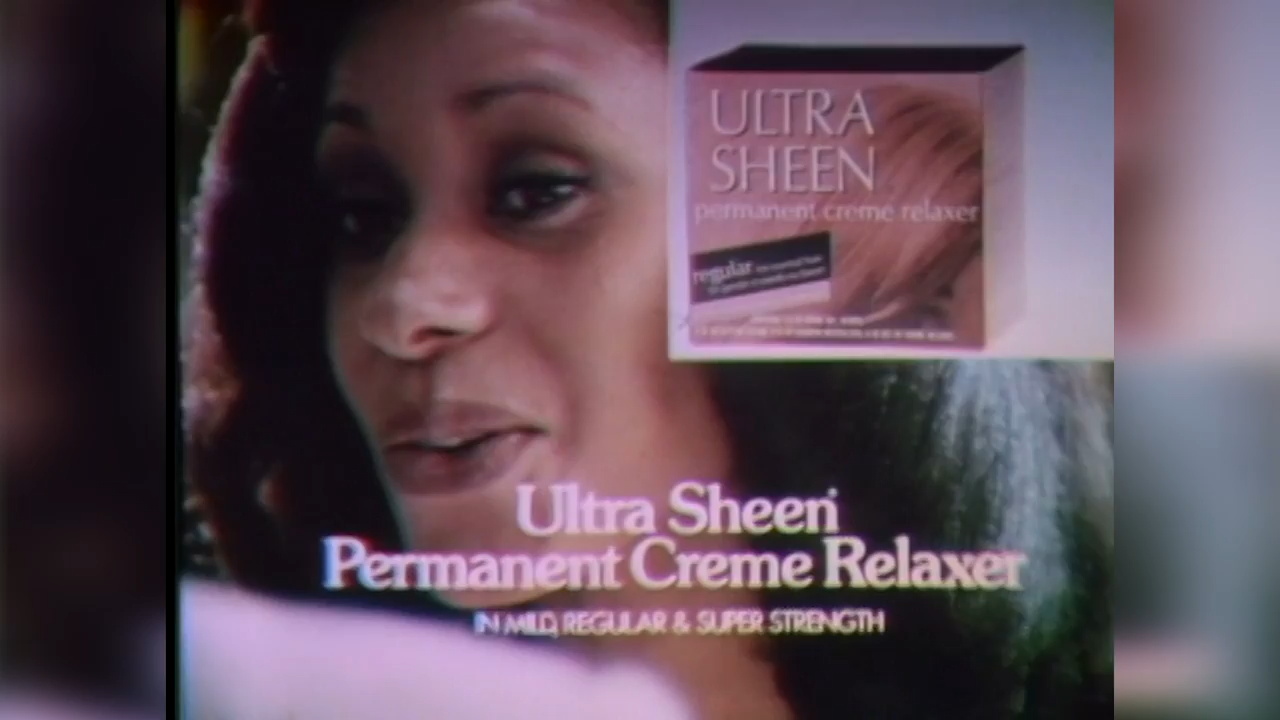 ULTRA
SHEEN
permanent creme relaxer
regular
Ultra Sheen
Permanent Creme Relaxer
IN MILD, REGULAR & SUPER STRENGTH